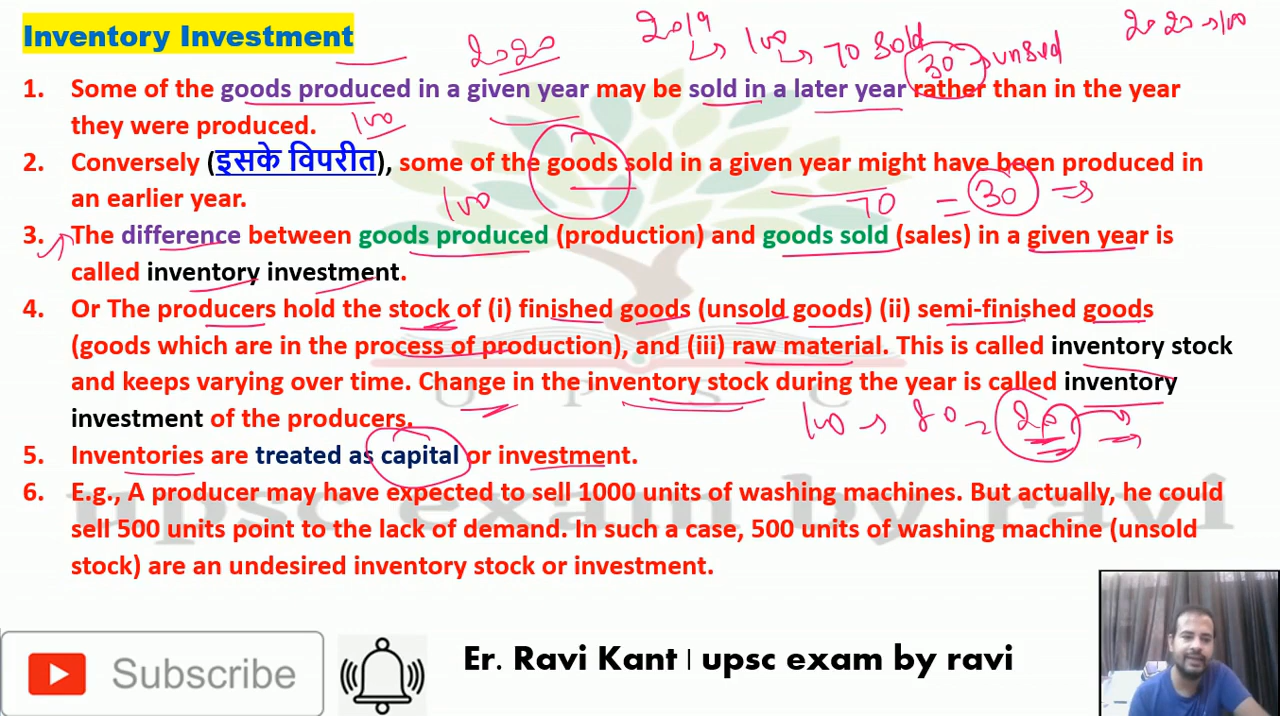 Inventory Investment
2020
2019
100
70 sold
30
unsold
2020 → 100
1. Some of the goods produced in a given year may be sold in a later year rather than in the year
they were produced.
100
2. Conversely (इसके विपरीत), some of the goods sold in a given year might have been produced in
an earlier year.
100
70 = 30 ⇒
3. The difference between goods produced (production) and goods sold (sales) in a given year is
called inventory investment.
4. Or The producers hold the stock of (i) finished goods (unsold goods) (ii) semi-finished goods
(goods which are in the process of production), and (iii) raw material. This is called inventory stock
and keeps varying over time. Change in the inventory stock during the year is called inventory
UPSC
investment of the producers.
100 → 80 = 20
5. Inventories are treated as capital or investment.
6. E.g., A producer may have expected to sell 1000 units of washing machines. But actually, he could
upsc exam by ravi
sell 500 units point to the lack of demand. In such a case, 500 units of washing machine (unsold
stock) are an undesired inventory stock or investment.
Subscribe
Er. Ravi Kant | upsc exam by ravi